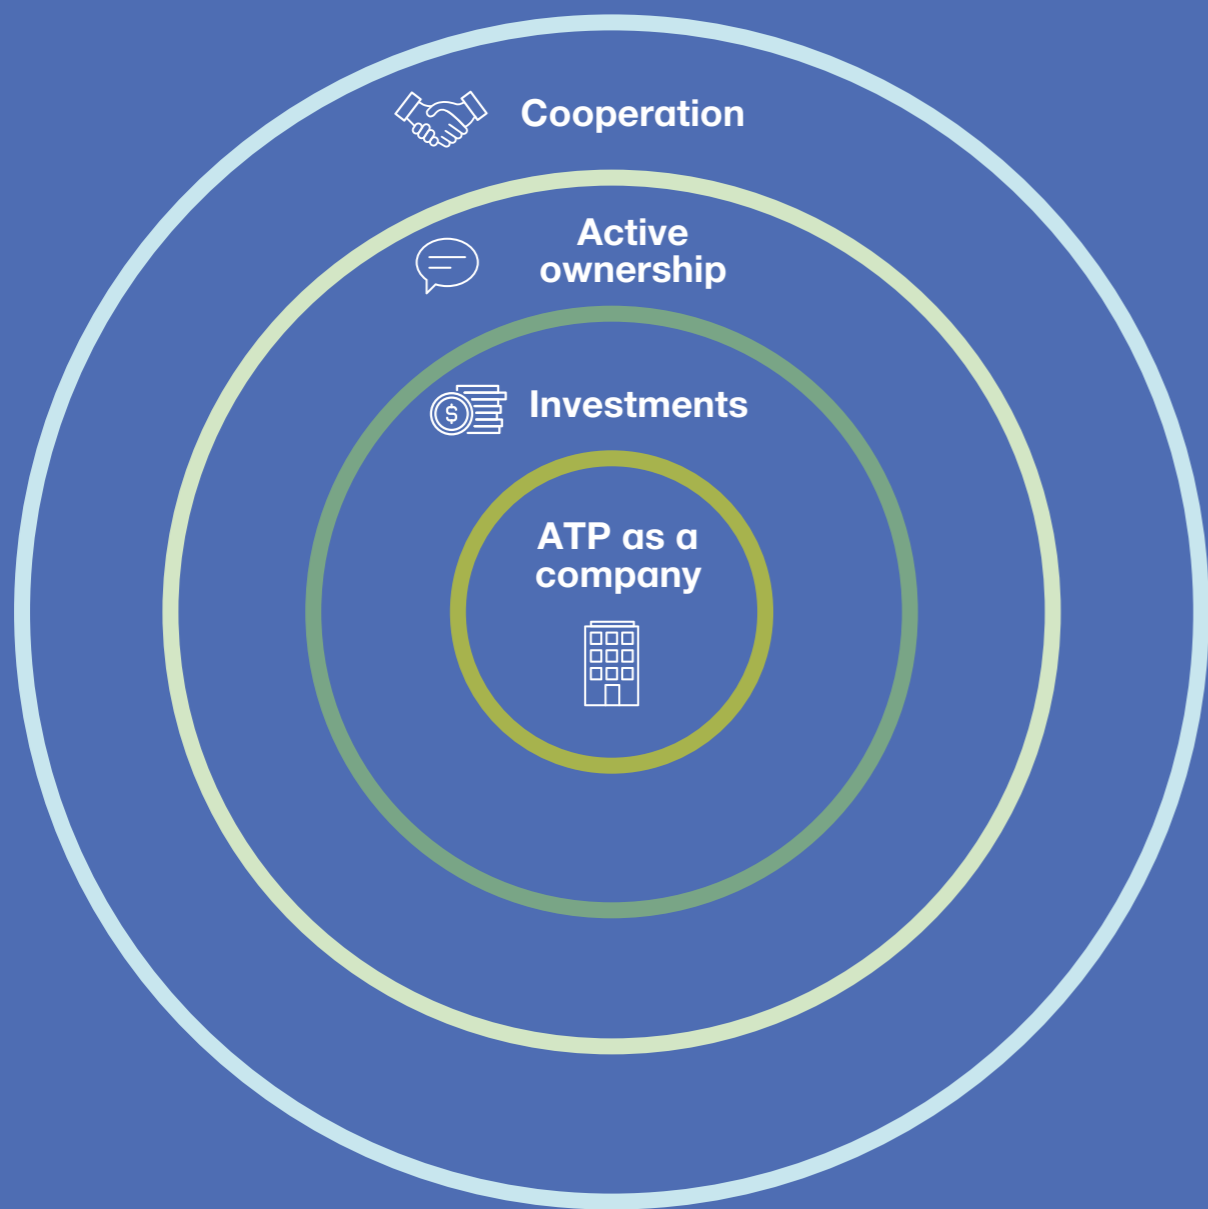 Cooperation
Active
ownership
$
Investments
ATP as a
company